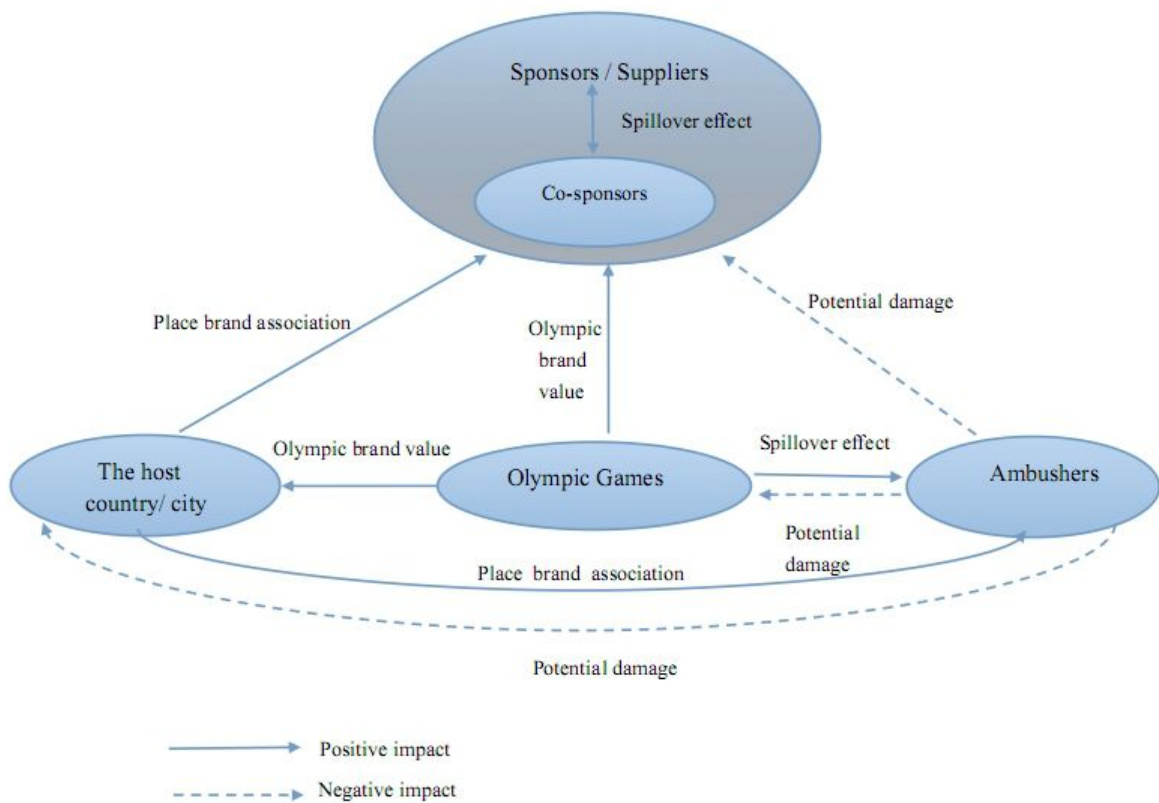 Sponsors / Suppliers
Spillover effect
Co-sponsors
Place brand association
Olympic
brand
value
Potential damage
The host
country/ city
Olympic brand value
Olympic Games
Spillover effect
Ambushers
Potential
damage
Place brand association
Potential damage
Positive impact
Negative impact